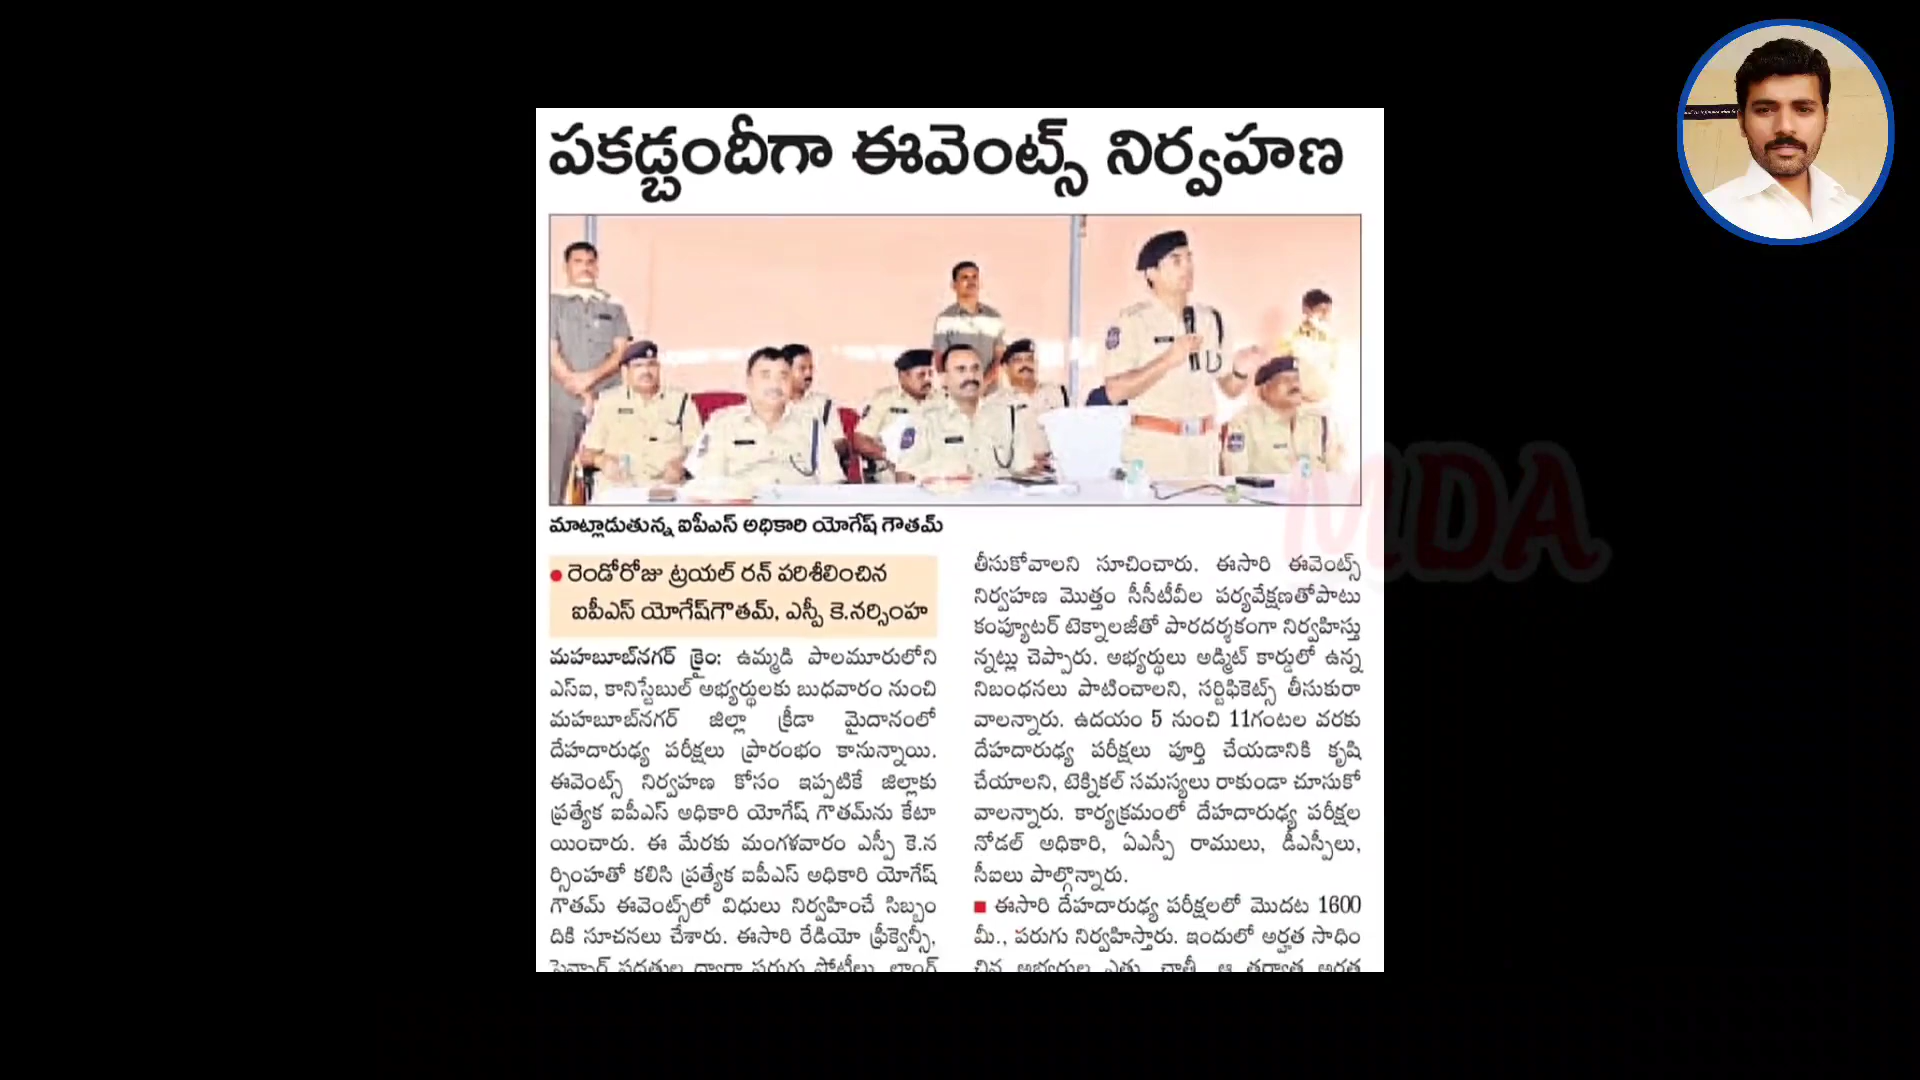 పకడ్బందీగా ఈవెంట్స్ నిర్వహణ
మాట్లాడుతున్న ఐపీఎస్ అధికారి యోగేష్ గౌతమ్
● రెండోరోజు ట్రయల్ రన్ పరిశీలించిన
ఐపీఎస్ యోగేష్‌గౌతమ్, ఎస్పీ కె.నర్సింహ
మహబూబ్‌నగర్ క్రైం: ఉమ్మడి పాలమూరులోని
ఎస్ఐ, కానిస్టేబుల్ అభ్యర్థులకు బుధవారం నుంచి
మహబూబ్‌నగర్ జిల్లా క్రీడా మైదానంలో
దేహదారుఢ్య పరీక్షలు ప్రారంభం కానున్నాయి.
ఈవెంట్స్ నిర్వహణ కోసం ఇప్పటికే జిల్లాకు
ప్రత్యేక ఐపీఎస్ అధికారి యోగేష్ గౌతమ్‌ను కేటా
యించారు. ఈ మేరకు మంగళవారం ఎస్పీ కె.న
ర్సింహతో కలిసి ప్రత్యేక ఐపీఎస్ అధికారి యోగేష్
గౌతమ్ ఈవెంట్స్‌లో విధులు నిర్వహించే సిబ్బం
దికి సూచనలు చేశారు. ఈసారి రేడియో ఫ్రీక్వెన్సీ,
తీసుకోవాలని సూచించారు. ఈసారి ఈవెంట్స్
నిర్వహణ మొత్తం సీసీటీవీల పర్యవేక్షణతోపాటు
కంప్యూటర్ టెక్నాలజీతో పారదర్శకంగా నిర్వహిస్తు
న్నట్లు చెప్పారు. అభ్యర్థులు అడ్మిట్ కార్డులో ఉన్న
నిబంధనలు పాటించాలని, సర్టిఫికెట్స్ తీసుకురా
వాలన్నారు. ఉదయం 5 నుంచి 11గంటల వరకు
దేహదారుఢ్య పరీక్షలు పూర్తి చేయడానికి కృషి
చేయాలని, టెక్నికల్ సమస్యలు రాకుండా చూసుకో
వాలన్నారు. కార్యక్రమంలో దేహదారుఢ్య పరీక్షల
నోడల్ అధికారి, ఏఎస్పీ రాములు, డీఎస్పీలు,
సీఐలు పాల్గొన్నారు.
■ ఈసారి దేహదారుఢ్య పరీక్షలలో మొదట 1600
మీ., పరుగు నిర్వహిస్తారు. ఇందులో అర్హత సాధిం
MDA